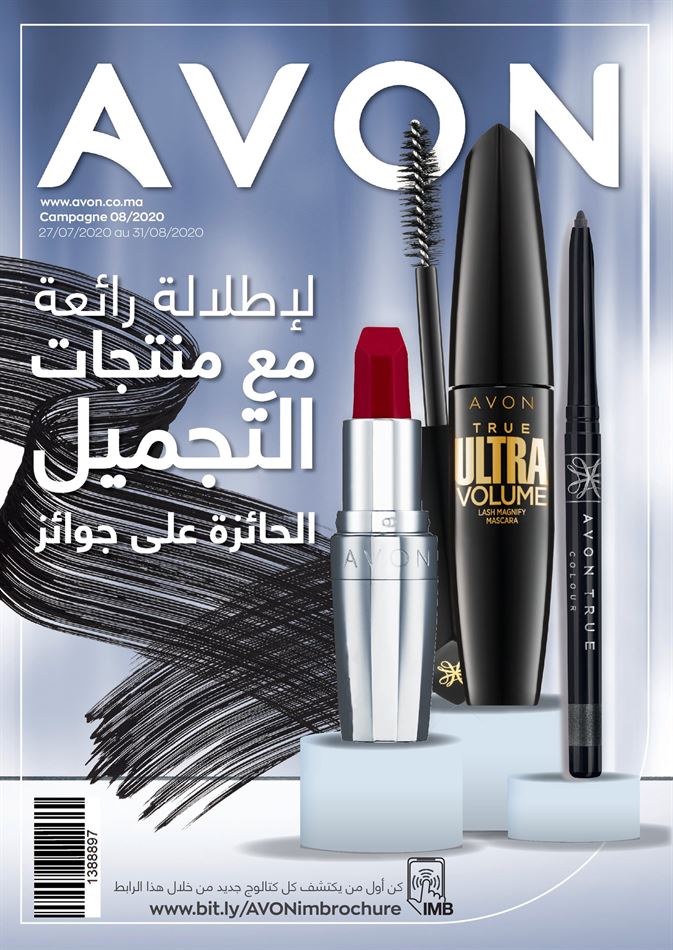 AVON
www.avon.co.ma
Campagne 08/2020
27/07/2020 au 31/08/2020
لإطلالة رائعة
مع منتجات
التجميل
الحائزة على جوائز
AVON
AVON
TRUE
ULTRA
VOLUME
LASH MAGNIFY
MASCARA
AVON TRUE
COLOUR
1388897
كن أول من يكتشف كل كتالوج جديد من خلال هذا الرابط
www.bit.ly/AVONimbrochure
IMB